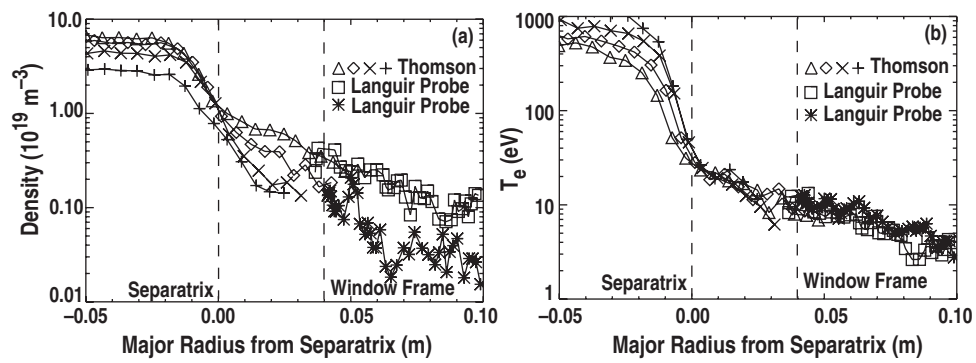 10.0
1.00
0.10
0.01
Density (10^19 m^-3)
(a)
△◇×+ Thomson
□ Languir Probe
✳ Languir Probe
Separatrix
Window Frame
−0.05 0.00 0.05 0.10
Major Radius from Separatrix (m)
1000
100
10
1
T_e (eV)
(b)
△◇×+ Thomson
□ Languir Probe
✳ Languir Probe
Separatrix
Window Frame
−0.05 0.00 0.05 0.10
Major Radius from Separatrix (m)